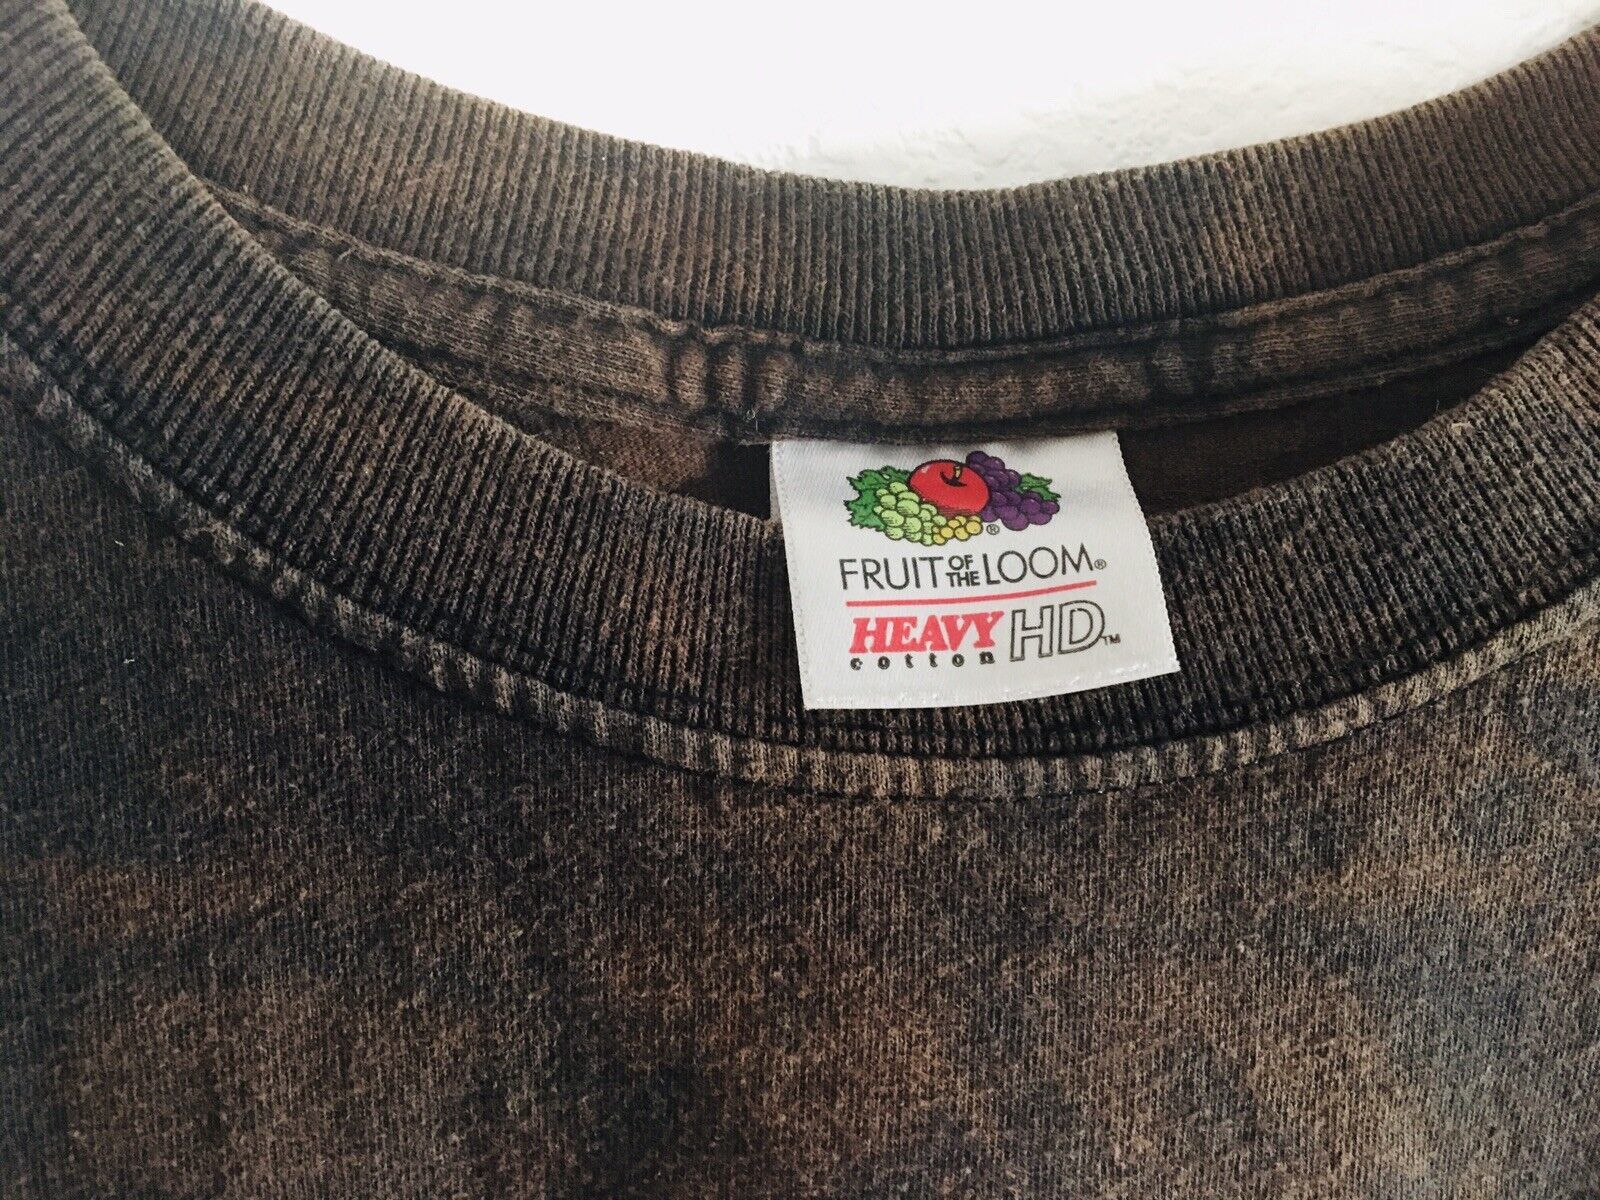 ®
FRUIT OF THE LOOM®
HEAVY cotton HD™